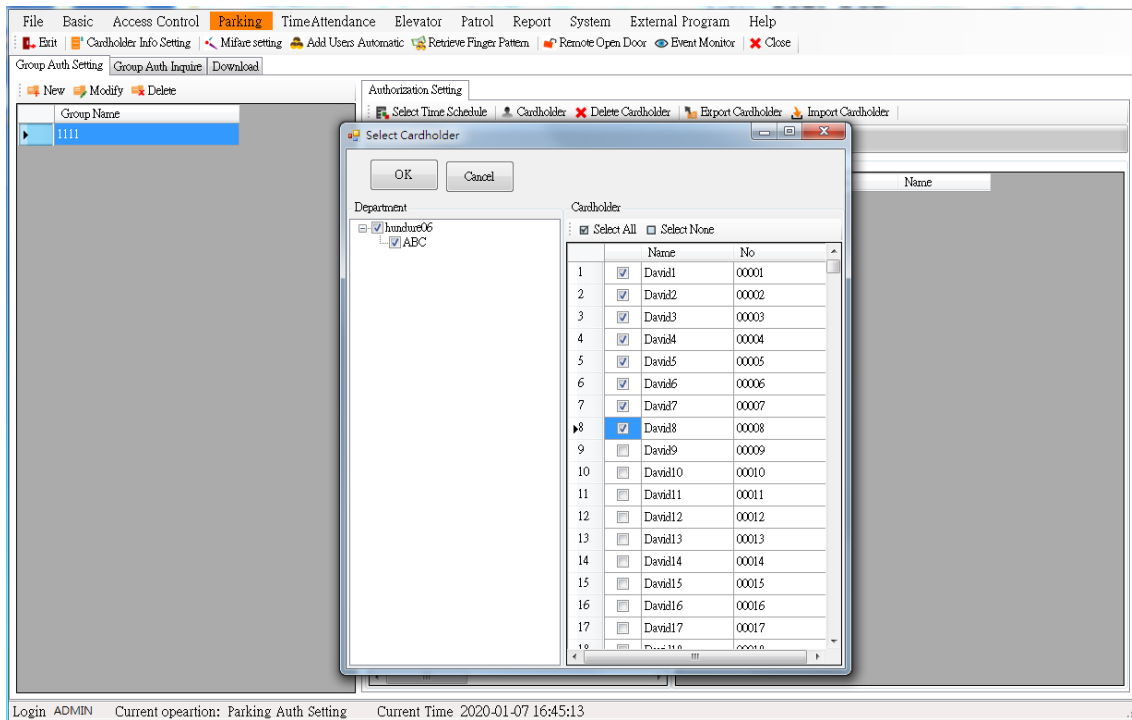 File Basic Access Control Parking TimeAttendance Elevator Patrol Report System External Program Help
Exit Cardholder Info Setting Mifare setting Add Users Automatic Retrieve Finger Pattern Remote Open Door Event Monitor Close
Group Auth Setting Group Auth Inquire Download
New Modify Delete
Authorization Setting
Group Name
Select Time Schedule Cardholder Delete Cardholder Export Cardholder Import Cardholder
1111
Select Cardholder
OK Cancel
Name
Department
Cardholder
hundure06
ABC
Select All Select None
Name No
1 David1 00001
2 David2 00002
3 David3 00003
4 David4 00004
5 David5 00005
6 David6 00006
7 David7 00007
8 David8 00008
9 David9 00009
10 David10 00010
11 David11 00011
12 David12 00012
13 David13 00013
14 David14 00014
15 David15 00015
16 David16 00016
17 David17 00017
Login ADMIN Current opeartion: Parking Auth Setting Current Time 2020-01-07 16:45:13